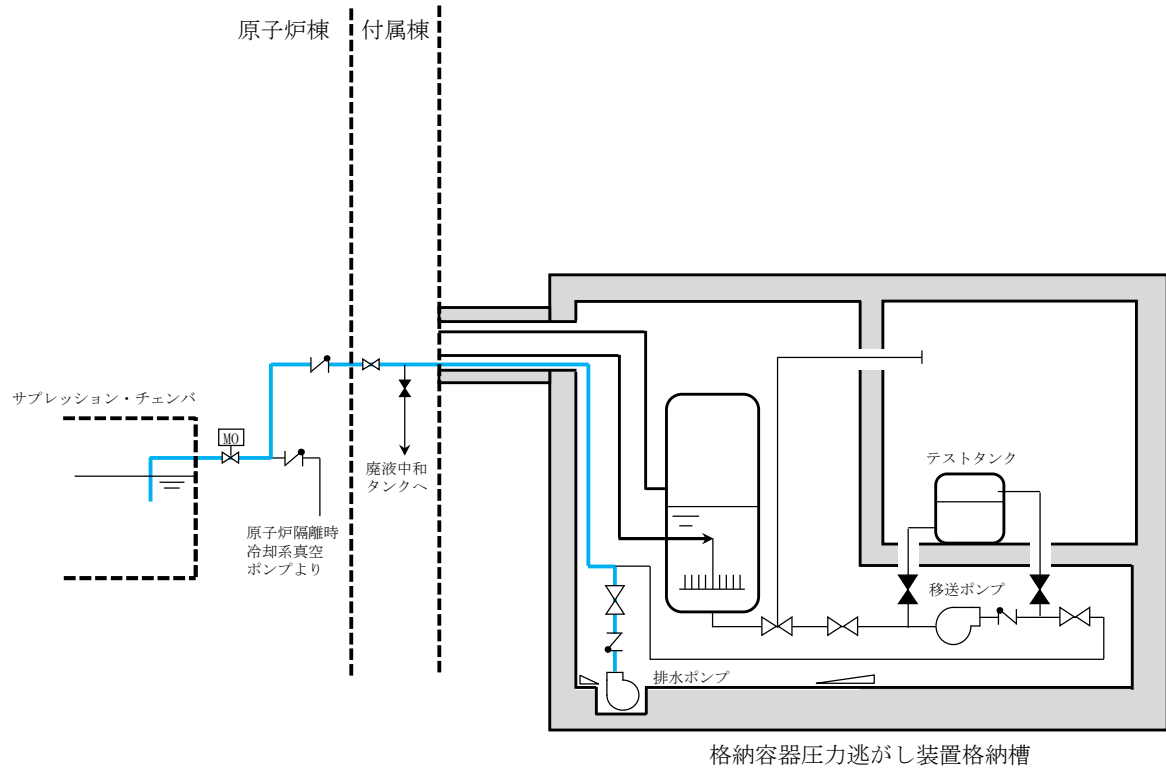 原子炉棟
付属棟
サプレッション・チェンバ
MO
廃液中和
タンクへ
原子炉隔離時
冷却系真空
ポンプより
テストタンク
移送ポンプ
排水ポンプ
格納容器圧力逃がし装置格納槽